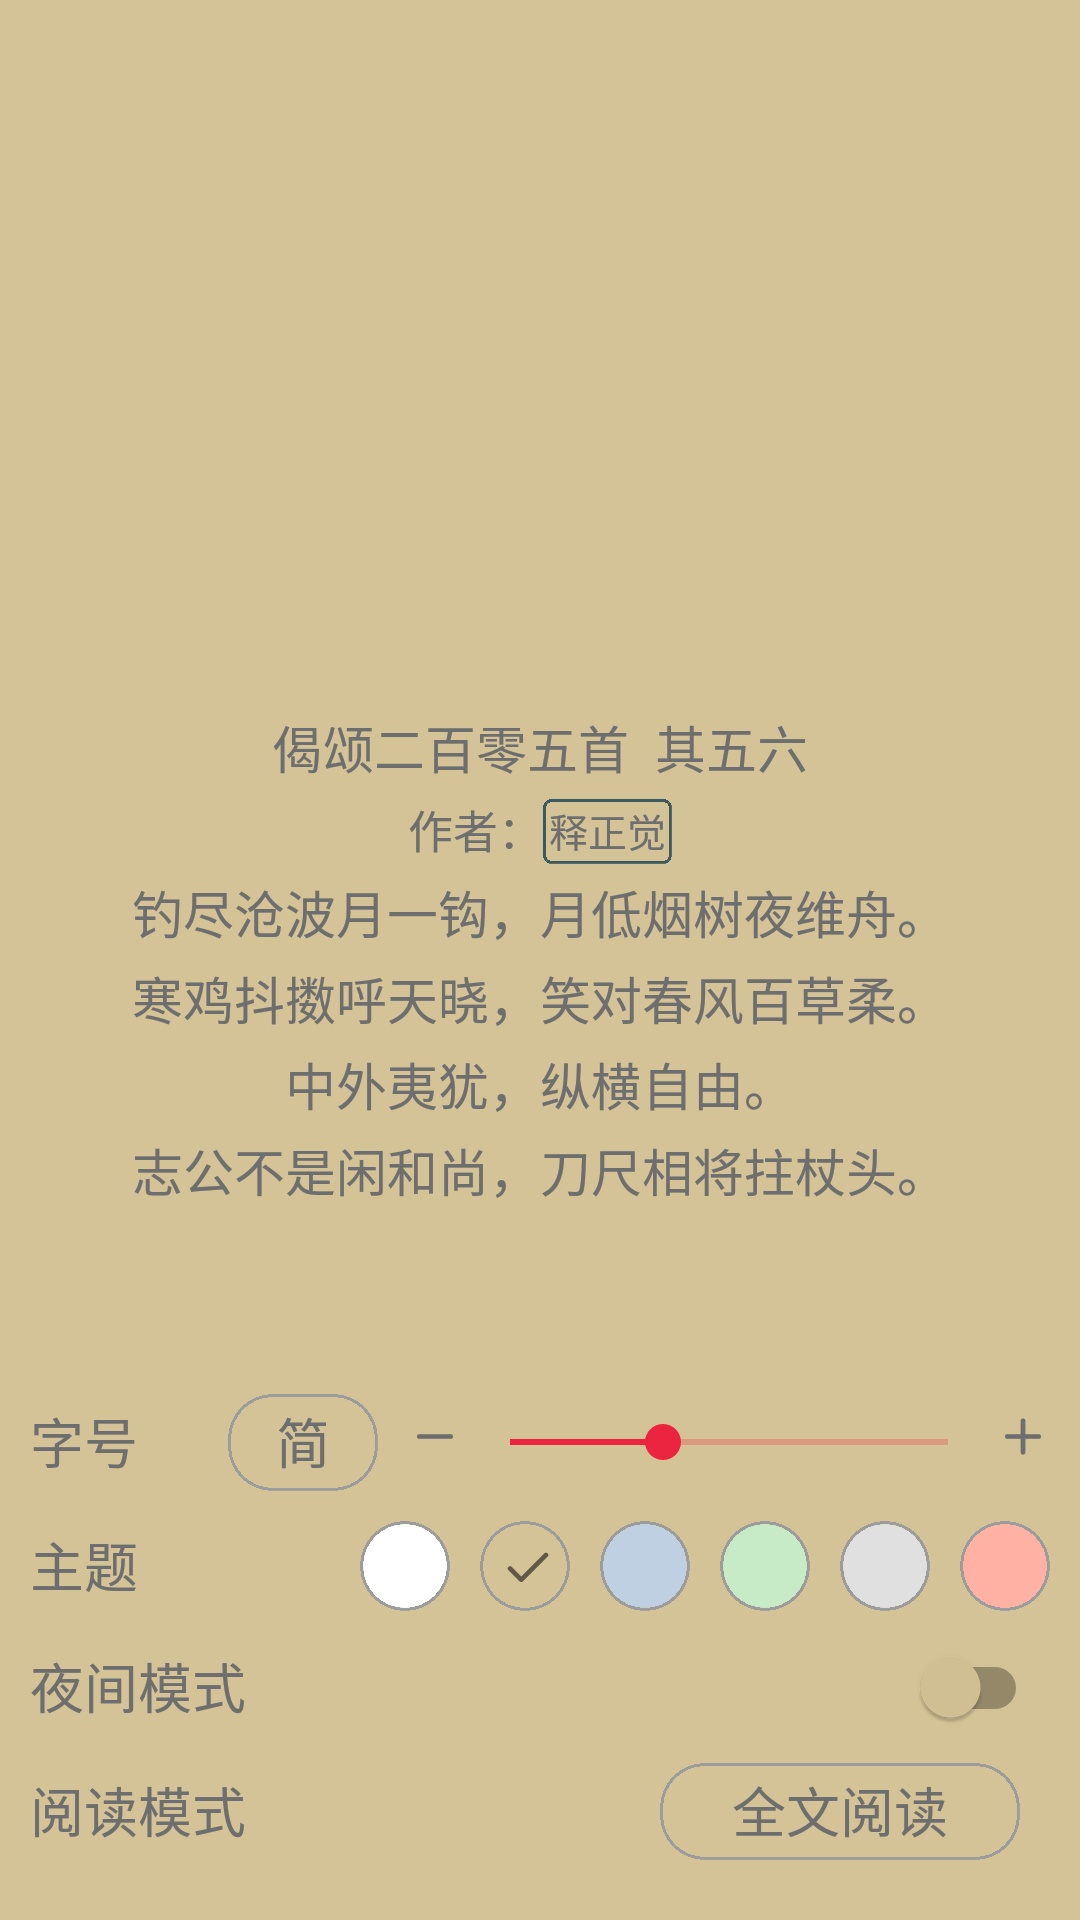 偈颂二百零五首 其五六
作者：释正觉
钓尽沧波月一钩，月低烟树夜维舟。
寒鸡抖擞呼天晓，笑对春风百草柔。
中外夷犹，纵横自由。
志公不是闲和尚，刀尺相将拄杖头。
字号 简
主题
夜间模式
阅读模式 全文阅读